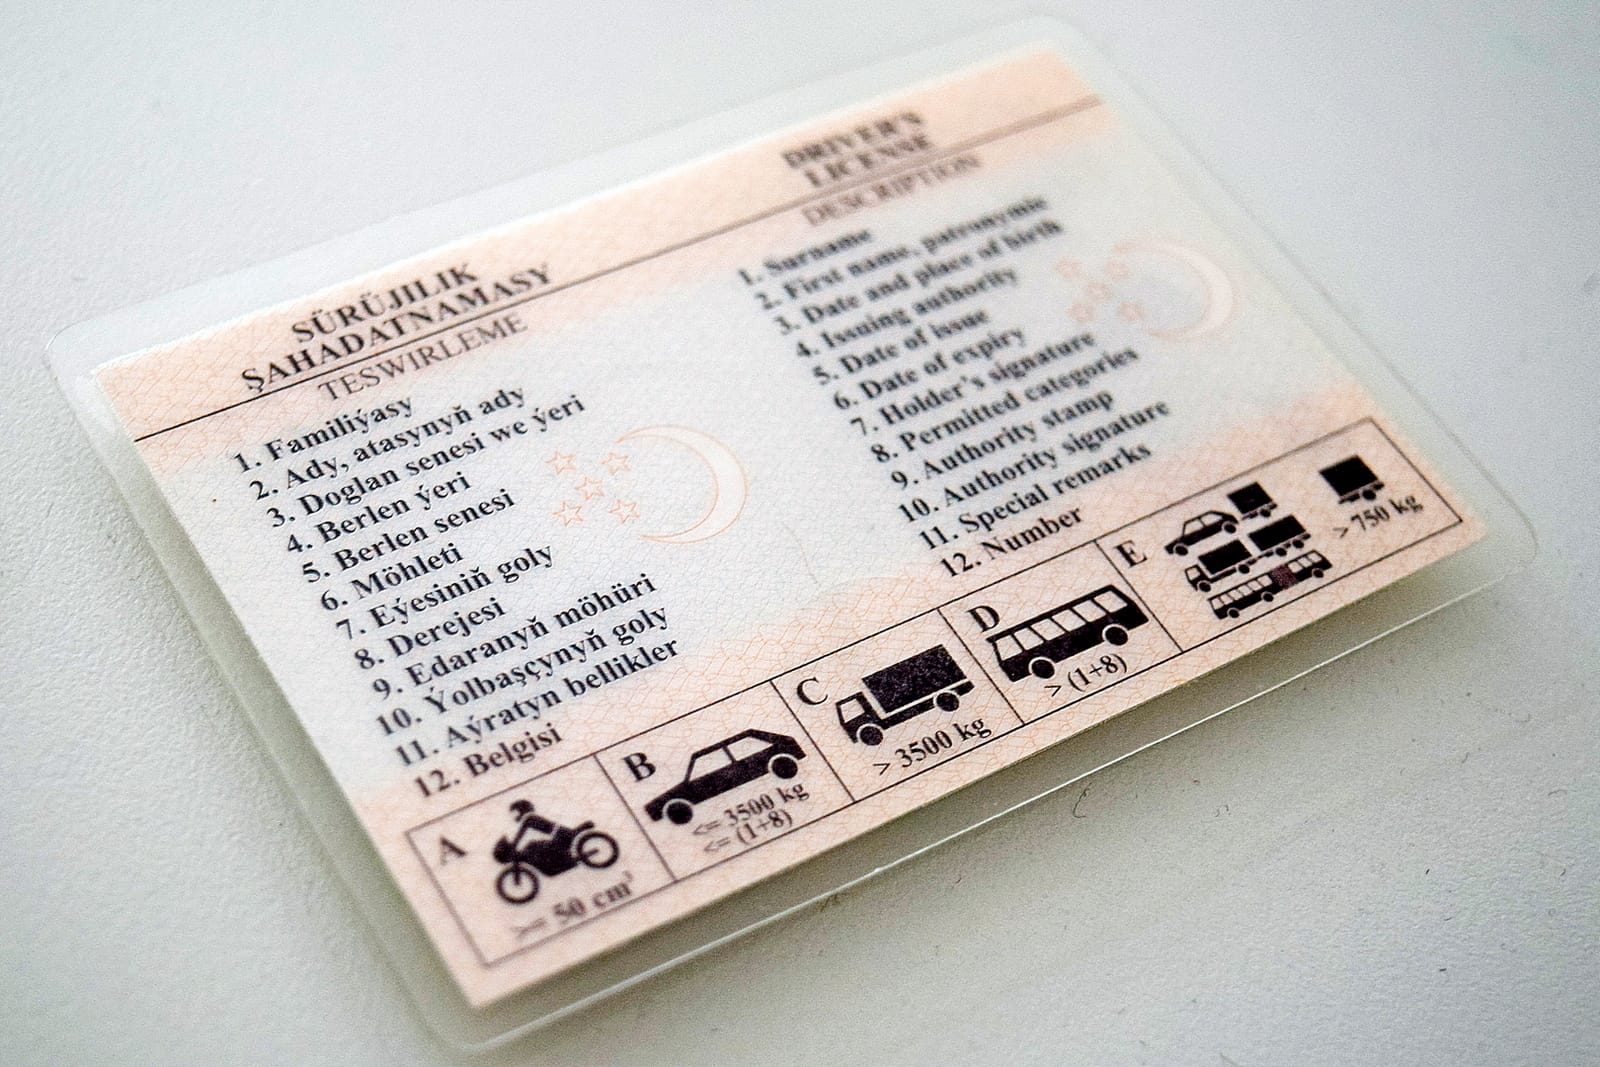 SÜRÜJILIK
ŞAHADATNAMASY
TESWIRLEME
1. Familiýasy
2. Ady, atasynyň ady
3. Doglan senesi we ýeri
4. Berlen ýeri
5. Berlen senesi
6. Möhleti
7. Eýesiniň goly
8. Derejesi
9. Edaranyň möhüri
10. Ýolbaşçynyň goly
11. Aýratyn bellikler
12. Belgisi
DRIVER'S
LICENSE
DESCRIPTION
1. Surname
2. First name, patronymic
3. Date and place of birth
4. Issuing authority
5. Date of issue
6. Date of expiry
7. Holder's signature
8. Permitted categories
9. Authority stamp
10. Authority signature
11. Special remarks
12. Number
A
>= 50 cm³
B
<= 3500 kg
<= (1+8)
C
> 3500 kg
D
> (1+8)
E
> 750 kg